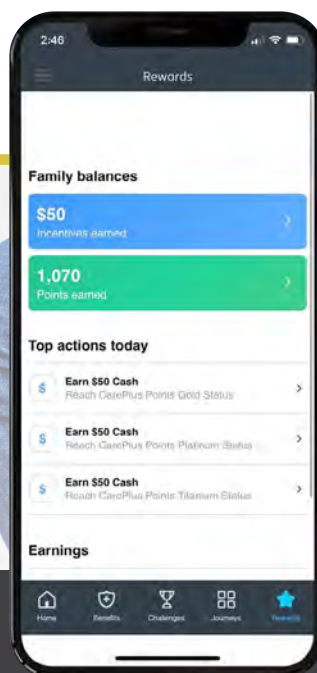 2:46
Rewards
Family balances
$50
Incentives earned
1,070
Points earned
Top actions today
Earn $50 Cash
Reach CarePlus Points Gold Status
Earn $50 Cash
Reach CarePlus Points Platinum Status
Earn $50 Cash
Reach CarePlus Points Titanium Status
Earnings
Home
Benefits
Challenges
Journeys
Rewards